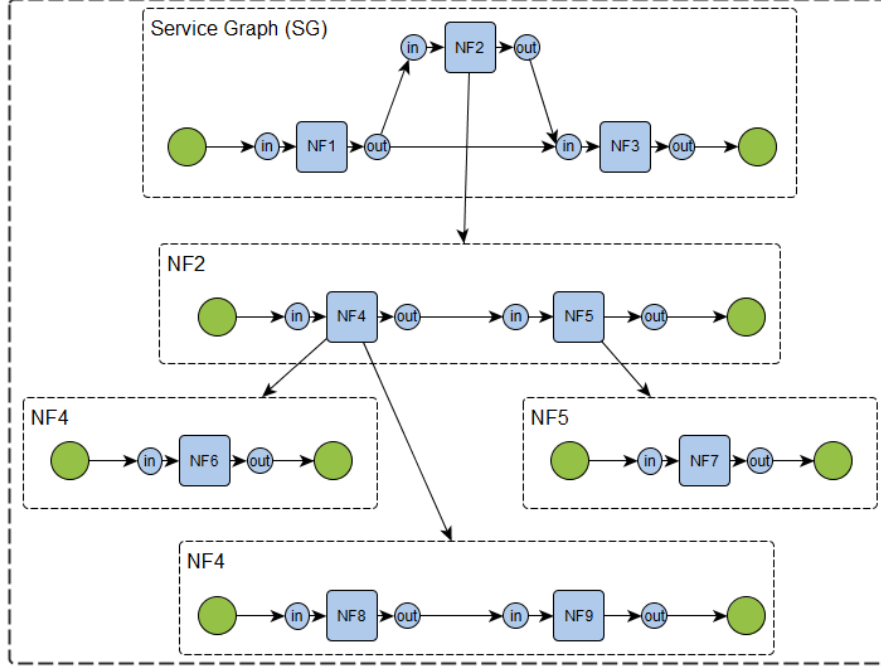 Service Graph (SG)
in NF2 out
in NF1 out in NF3 out
NF2
in NF4 out in NF5 out
NF4
in NF6 out
NF5
in NF7 out
NF4
in NF8 out in NF9 out